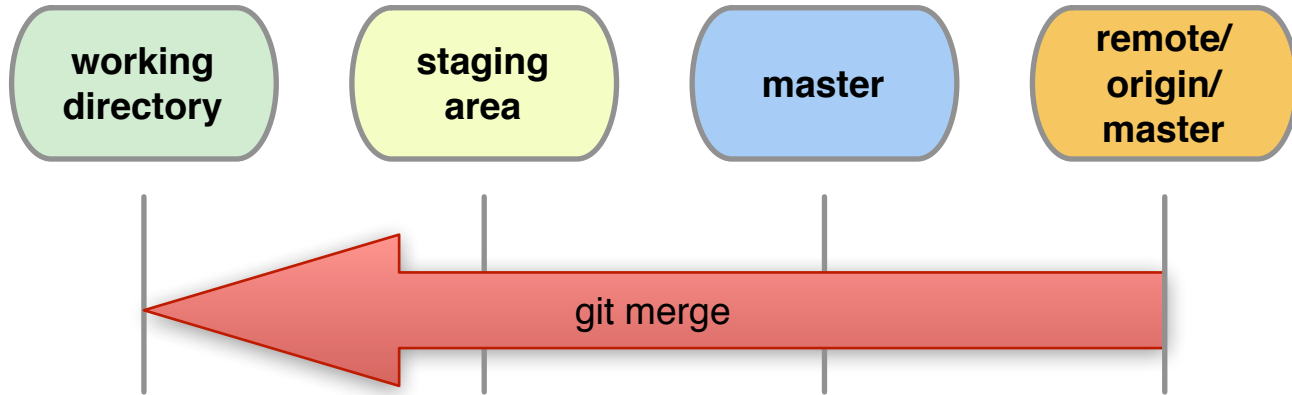 working
directory
staging
area
master
remote/
origin/
master
git merge